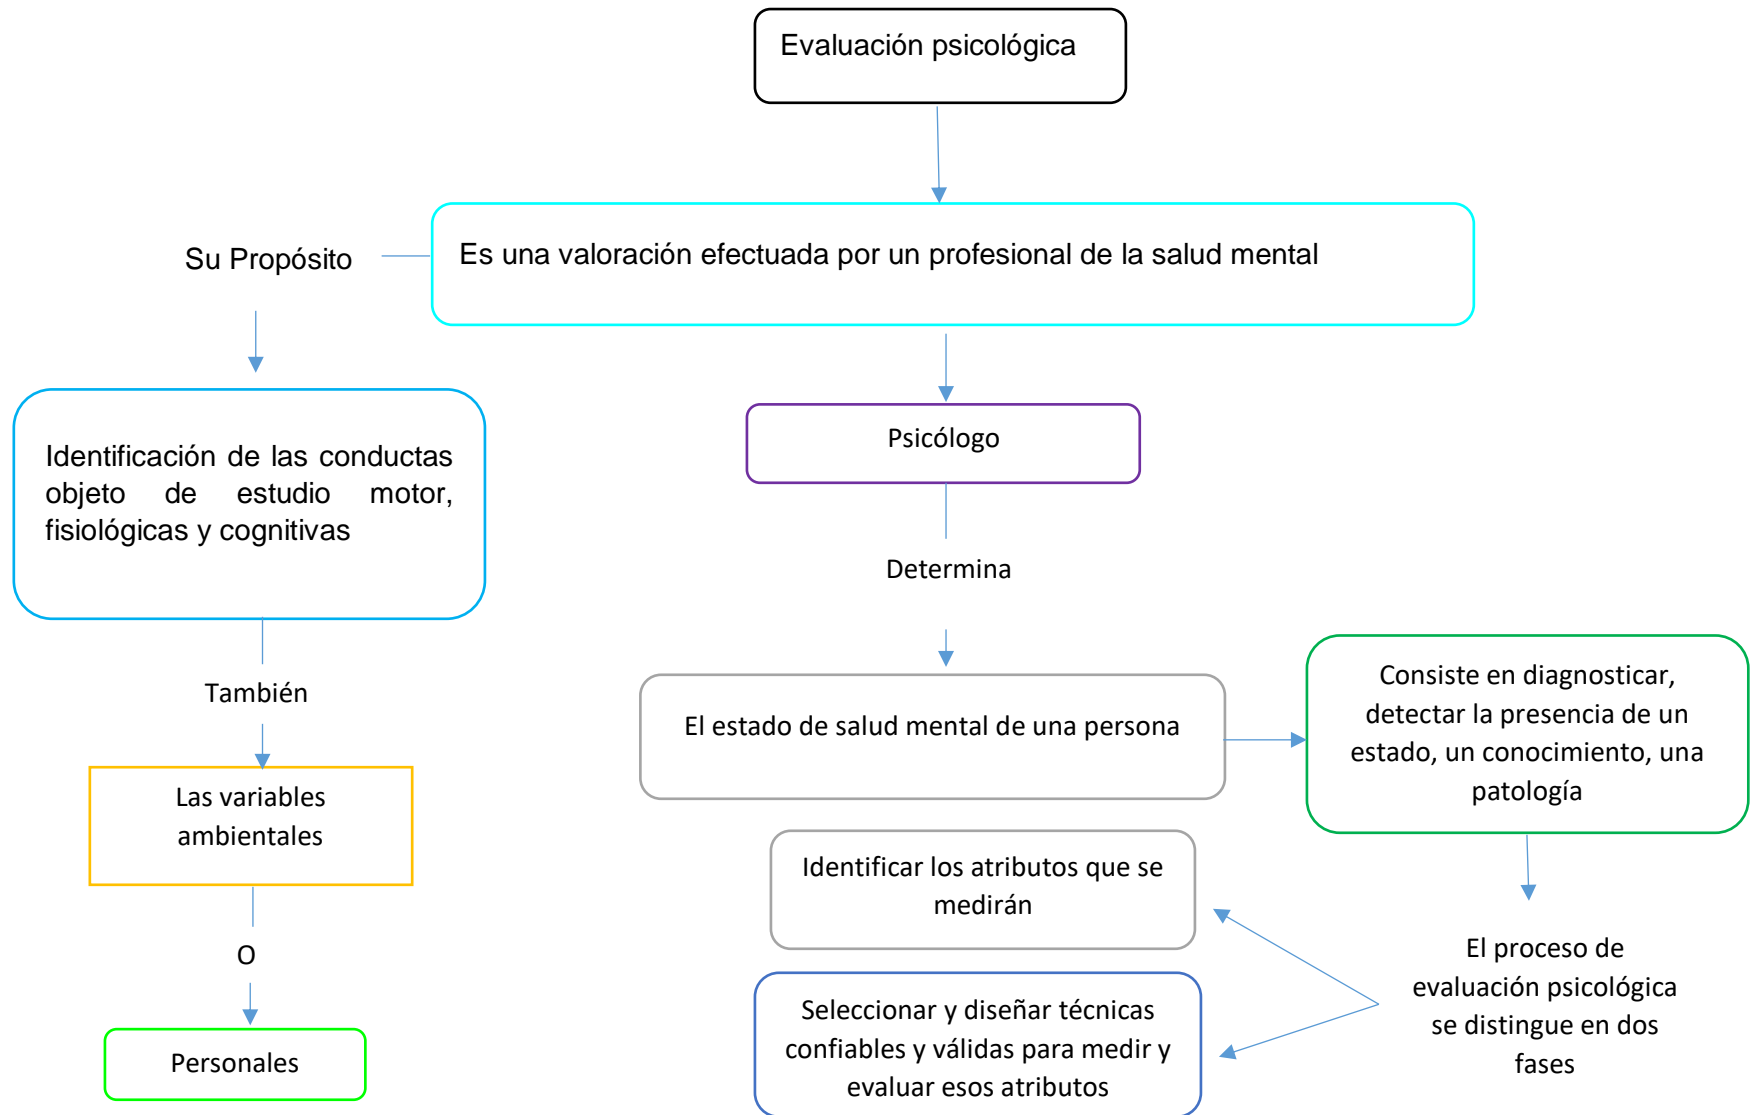 Evaluación psicológica
Su Propósito
Es una valoración efectuada por un profesional de la salud mental
Identificación de las conductas
objeto de estudio motor,
fisiológicas y cognitivas
También
Las variables
ambientales
O
Personales
Psicólogo
Determina
El estado de salud mental de una persona
Consiste en diagnosticar,
detectar la presencia de un
estado, un conocimiento, una
patología
El proceso de
evaluación psicológica
se distingue en dos
fases
Identificar los atributos que se
medirán
Seleccionar y diseñar técnicas
confiables y válidas para medir y
evaluar esos atributos